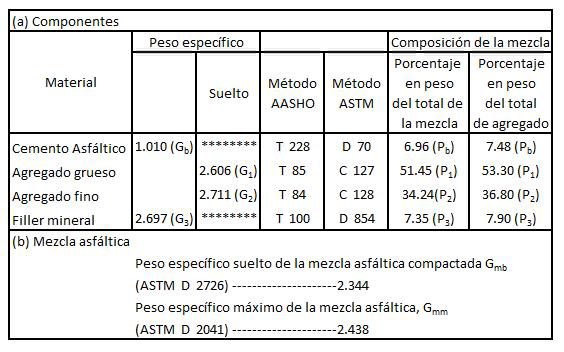 (a) Componentes
Material
Peso específico
Composición de la mezcla
Suelto
Método
AASHO
Método
ASTM
Porcentaje
en peso
del total de
la mezcla
Porcentaje
en peso
del total
de agregado
Cemento Asfáltico 1.010 (Gb) ******** T 228 D 70 6.96 (Pb) 7.48 (Pb)
Agregado grueso 2.606 (G1) T 85 C 127 51.45 (P1) 53.30 (P1)
Agregado fino 2.711 (G2) T 84 C 128 34.24(P2) 36.80 (P2)
Filler mineral 2.697 (G3) ******** T 100 D 854 7.35 (P3) 7.90 (P3)
(b) Mezcla asfáltica
Peso específico suelto de la mezcla asfáltica compactada Gmb
(ASTM D 2726) --------------------2.344
Peso específico máximo de la mezcla asfáltica, Gmm
(ASTM D 2041) --------------------2.438